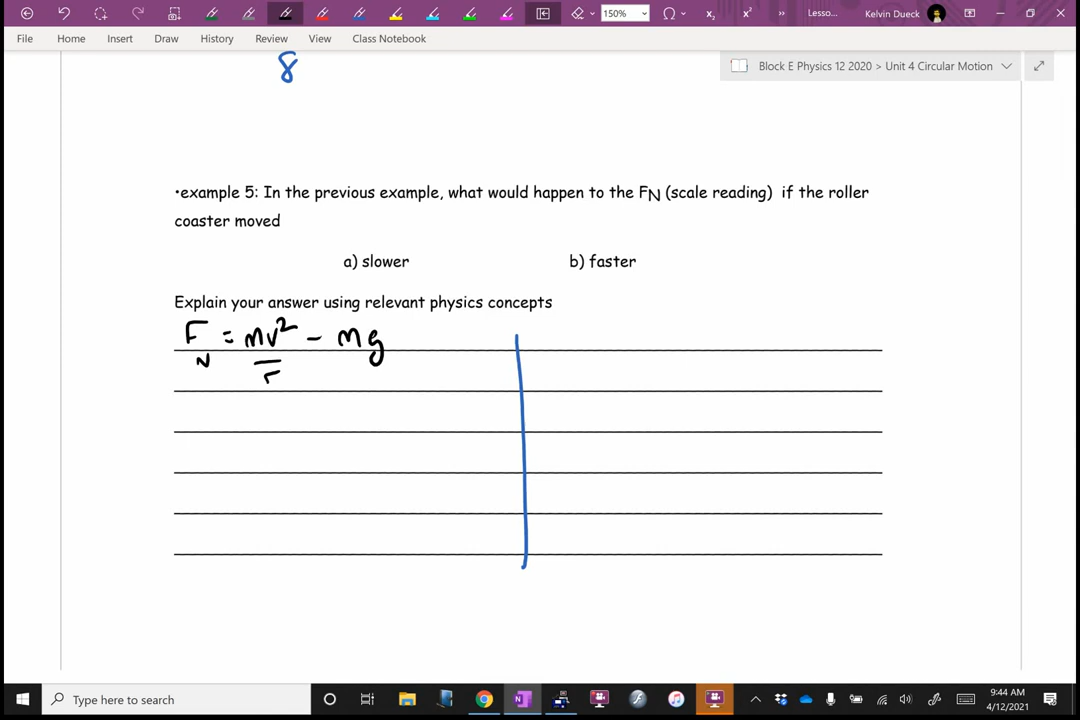 150%
x₂
x²
Lesso...
Kelvin Dueck
File
Home
Insert
Draw
History
Review
View
Class Notebook
8
Block E Physics 12 2020 > Unit 4 Circular Motion
•example 5: In the previous example, what would happen to the FN (scale reading) if the roller
coaster moved
a) slower
b) faster
Explain your answer using relevant physics concepts
F = mv² - mg
N r
Type here to search
9:44 AM
4/12/2021